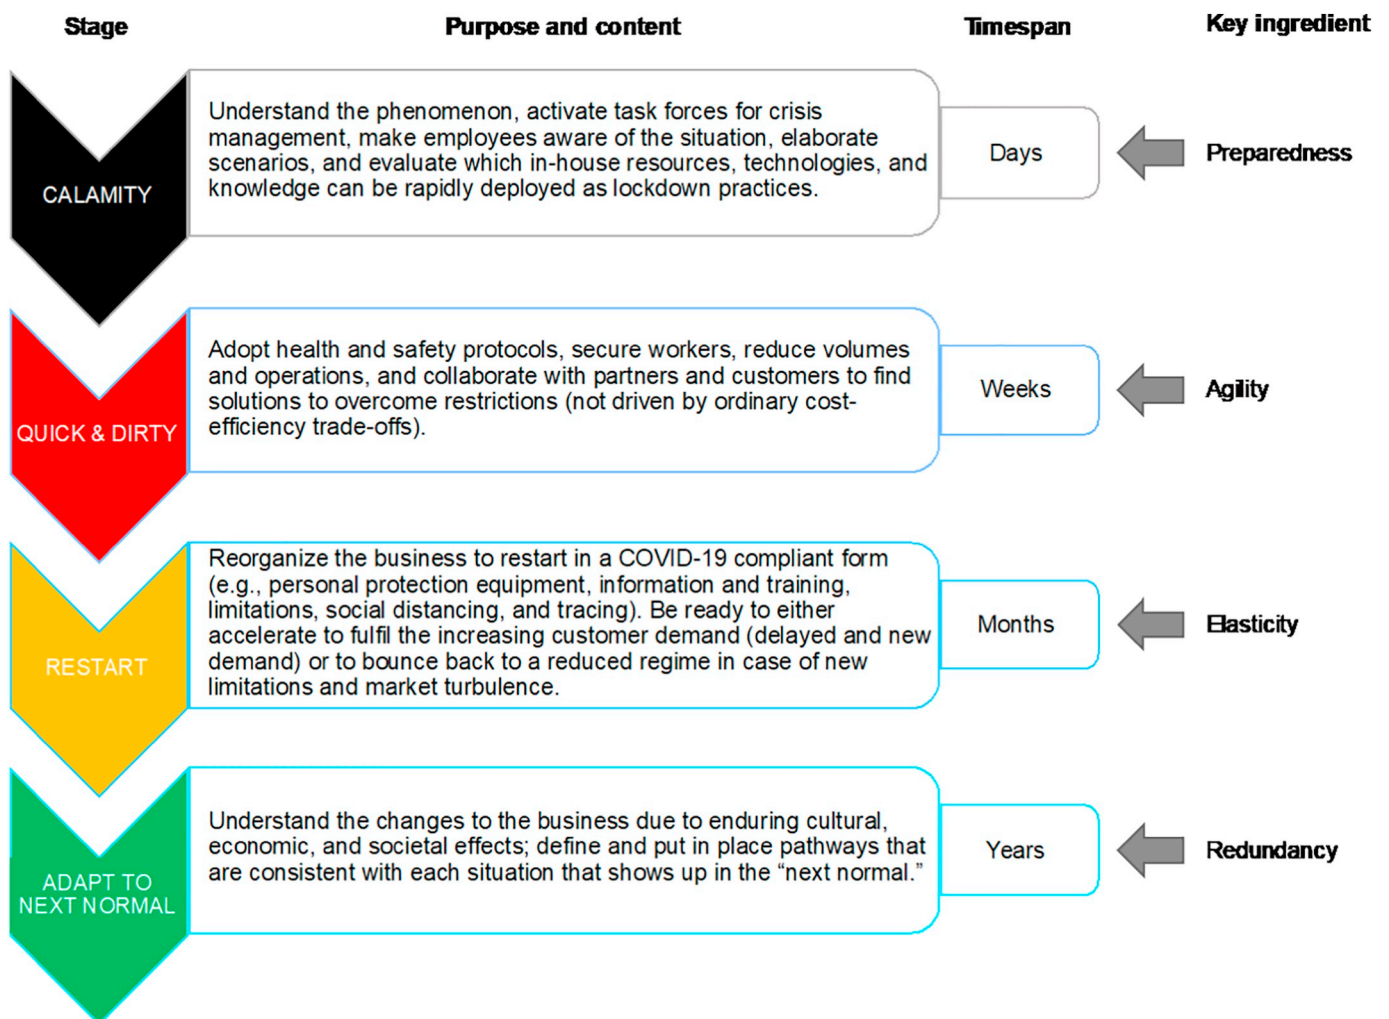 Stage Purpose and content Timespan Key ingredient
CALAMITY
Understand the phenomenon, activate task forces for crisis
management, make employees aware of the situation, elaborate
scenarios, and evaluate which in-house resources, technologies, and
knowledge can be rapidly deployed as lockdown practices.
Days
Preparedness
QUICK & DIRTY
Adopt health and safety protocols, secure workers, reduce volumes
and operations, and collaborate with partners and customers to find
solutions to overcome restrictions (not driven by ordinary cost-
efficiency trade-offs).
Weeks
Agility
RESTART
Reorganize the business to restart in a COVID-19 compliant form
(e.g., personal protection equipment, information and training,
limitations, social distancing, and tracing). Be ready to either
accelerate to fulfil the increasing customer demand (delayed and new
demand) or to bounce back to a reduced regime in case of new
limitations and market turbulence.
Months
Elasticity
ADAPT TO
NEXT NORMAL
Understand the changes to the business due to enduring cultural,
economic, and societal effects; define and put in place pathways that
are consistent with each situation that shows up in the “next normal.”
Years
Redundancy